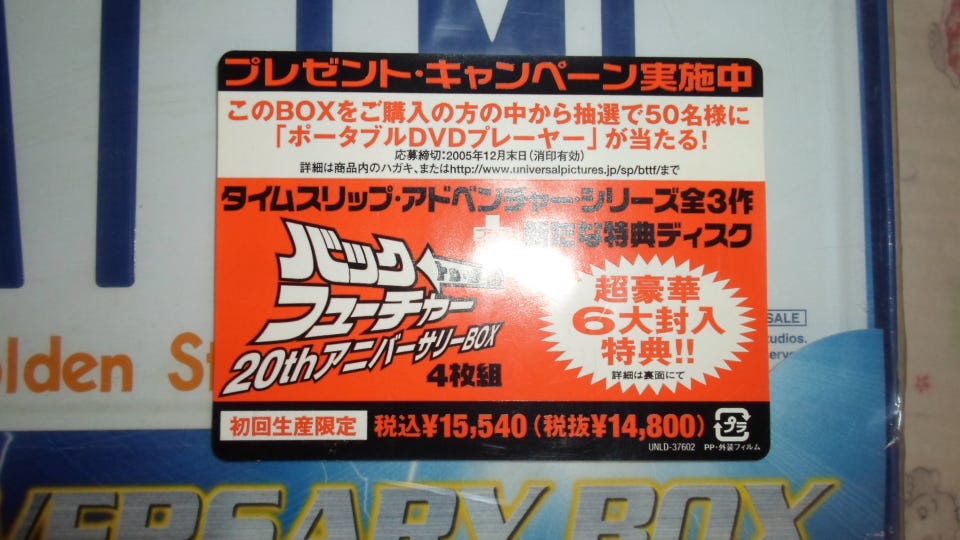 プレゼント・キャンペーン実施中
このBOXをご購入の方の中から抽選で50名様に
「ポータブルDVDプレーヤー」が当たる!
応募締切:2005年12月末日(消印有効)
詳細は商品内のハガキ、またはhttp://www.universalpictures.jp/sp/bttf/まで
タイムスリップ・アドベンチャー・シリーズ全3作
な特典ディスク
バック
フューチャー
20thアニバーサリーBOX
4枚組
超豪華
6大封入
特典!!
詳細は裏面にて
SALE
udios.
olden St
初回生産限定 税込¥15,540(税抜¥14,800)
プラ
UNLD-37602 PP・外装フィルム
VERSARY BOX